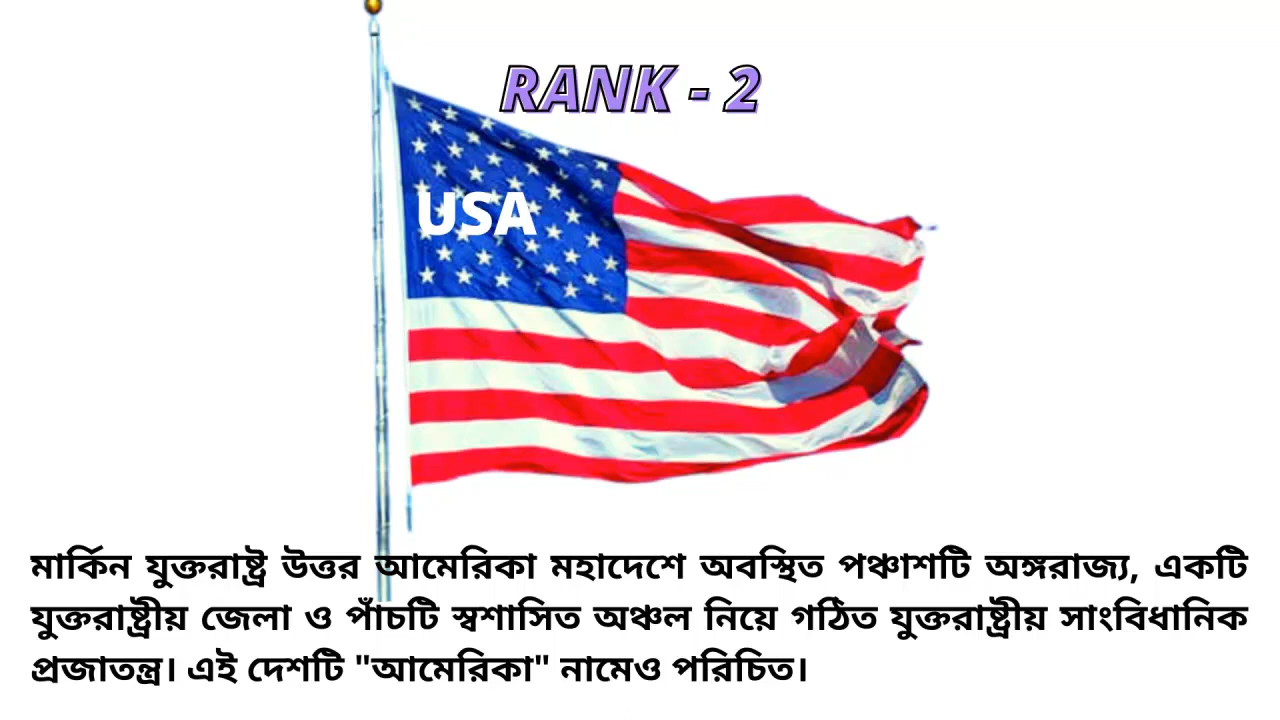 RANK - 2
USA
মার্কিন যুক্তরাষ্ট্র উত্তর আমেরিকা মহাদেশে অবস্থিত পঞ্চাশটি অঙ্গরাজ্য, একটি
যুক্তরাষ্ট্রীয় জেলা ও পাঁচটি স্বশাসিত অঞ্চল নিয়ে গঠিত যুক্তরাষ্ট্রীয় সাংবিধানিক
প্রজাতন্ত্র। এই দেশটি "আমেরিকা" নামেও পরিচিত।